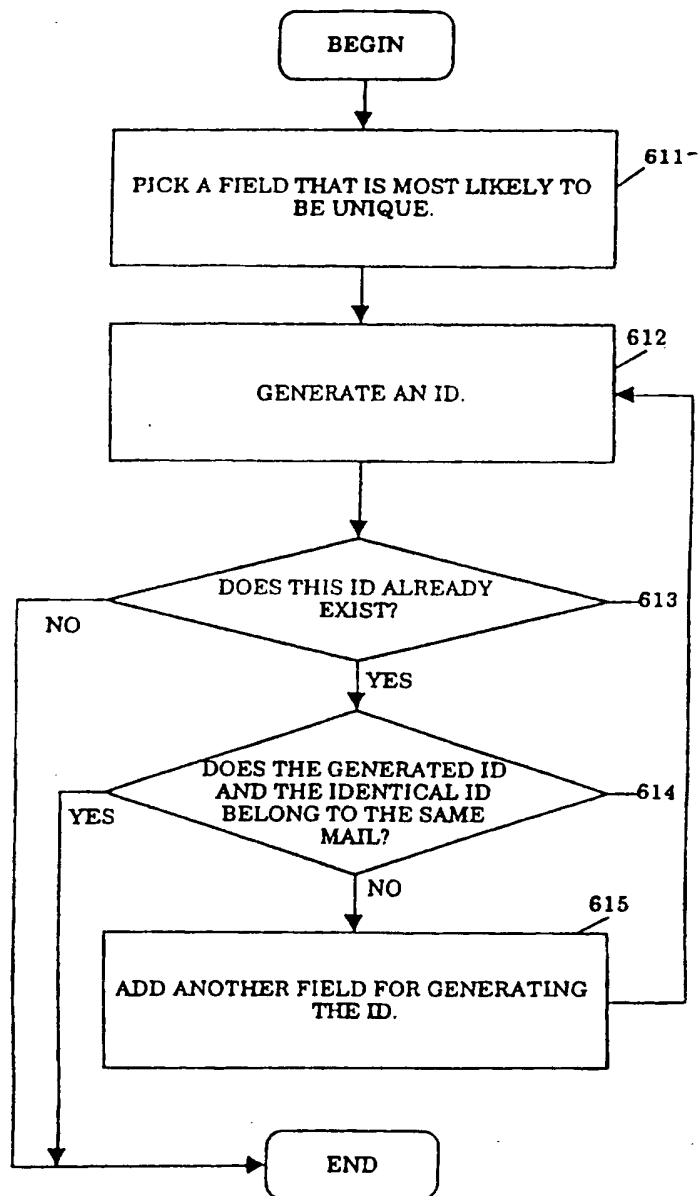 BEGIN
611
PICK A FIELD THAT IS MOST LIKELY TO
BE UNIQUE.
612
GENERATE AN ID.
DOES THIS ID ALREADY
EXIST?
613
NO
YES
DOES THE GENERATED ID
AND THE IDENTICAL ID
BELONG TO THE SAME
MAIL?
614
YES
NO
615
ADD ANOTHER FIELD FOR GENERATING
THE ID.
END